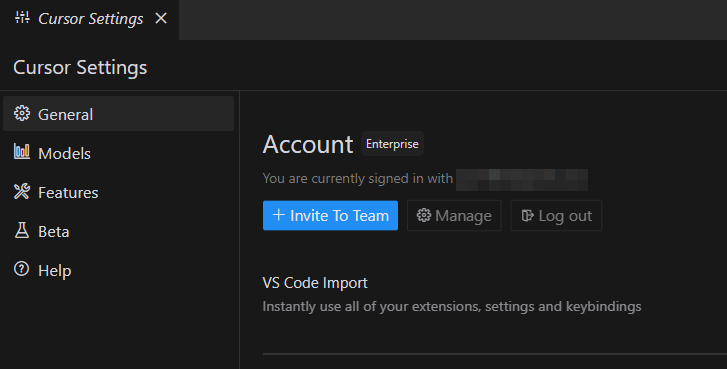 Cursor Settings
Cursor Settings
General
Models
Features
Beta
Help
Account Enterprise
You are currently signed in with
+ Invite To Team Manage Log out
VS Code Import
Instantly use all of your extensions, settings and keybindings